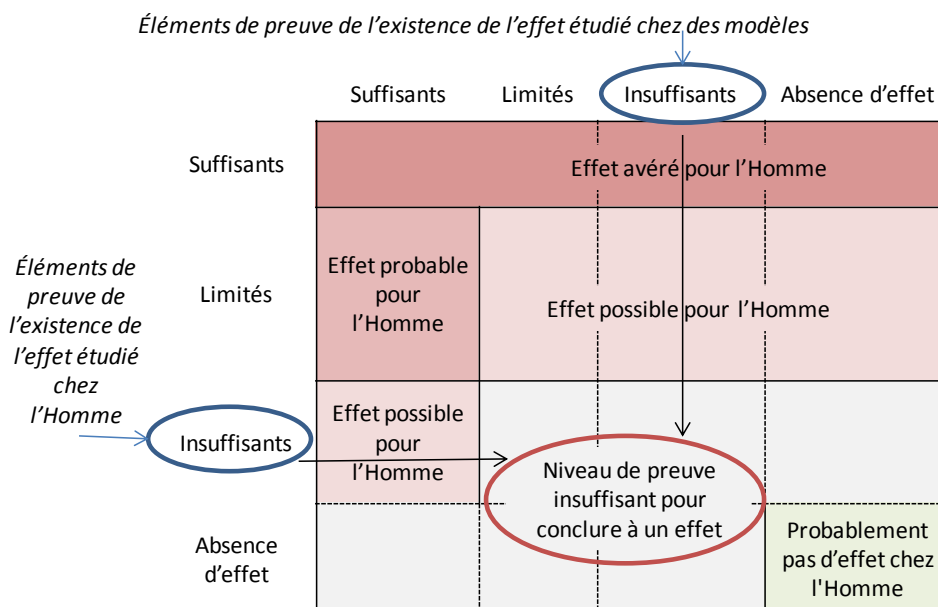 Éléments de preuve de l’existence de l’effet étudié chez des modèles
Suffisants
Limités
Insuffisants
Absence d’effet
Suffisants
Effet avéré pour l’Homme
Éléments de
preuve de
l’existence de
l’effet étudié
chez
l’Homme
Limités
Effet probable
pour
l’Homme
Effet possible pour l’Homme
Insuffisants
Effet possible
pour
l’Homme
Niveau de preuve
insuffisant pour
conclure à un effet
Absence
d’effet
Probablement
pas d’effet chez
l'Homme